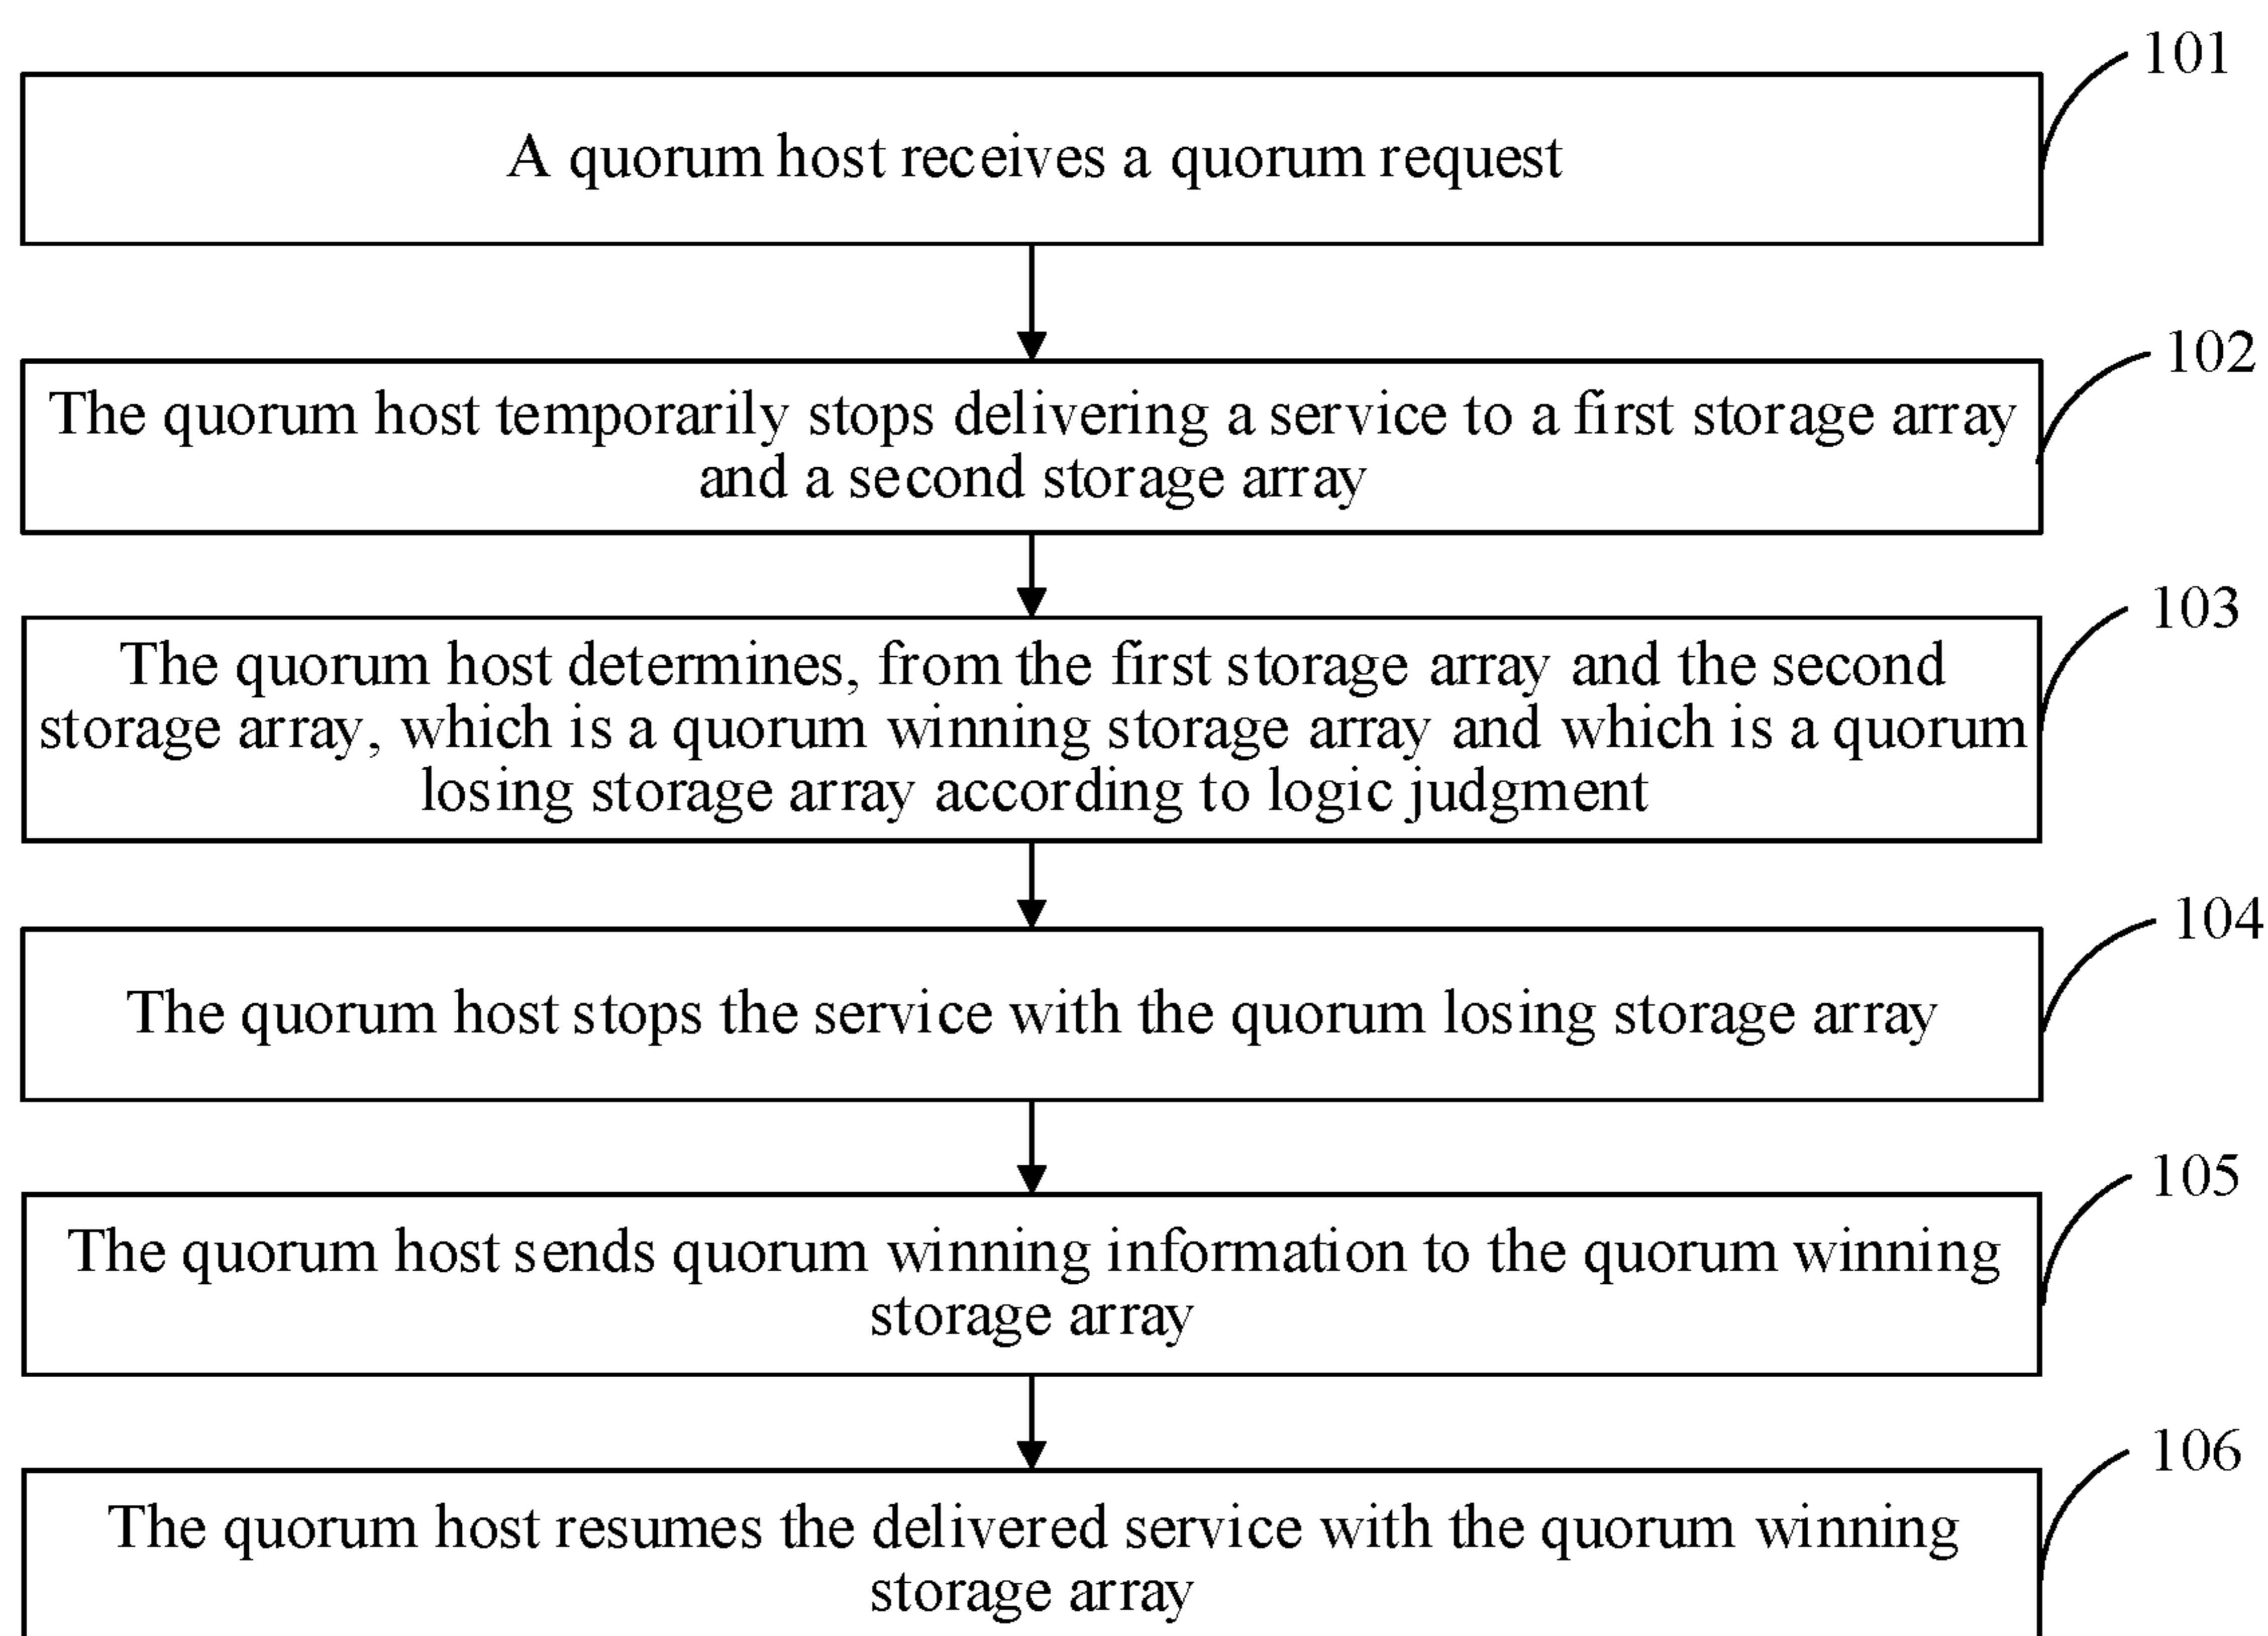 101
A quorum host receives a quorum request
102
The quorum host temporarily stops delivering a service to a first storage array
and a second storage array
103
The quorum host determines, from the first storage array and the second
storage array, which is a quorum winning storage array and which is a quorum
losing storage array according to logic judgment
104
The quorum host stops the service with the quorum losing storage array
105
The quorum host sends quorum winning information to the quorum winning
storage array
106
The quorum host resumes the delivered service with the quorum winning
storage array